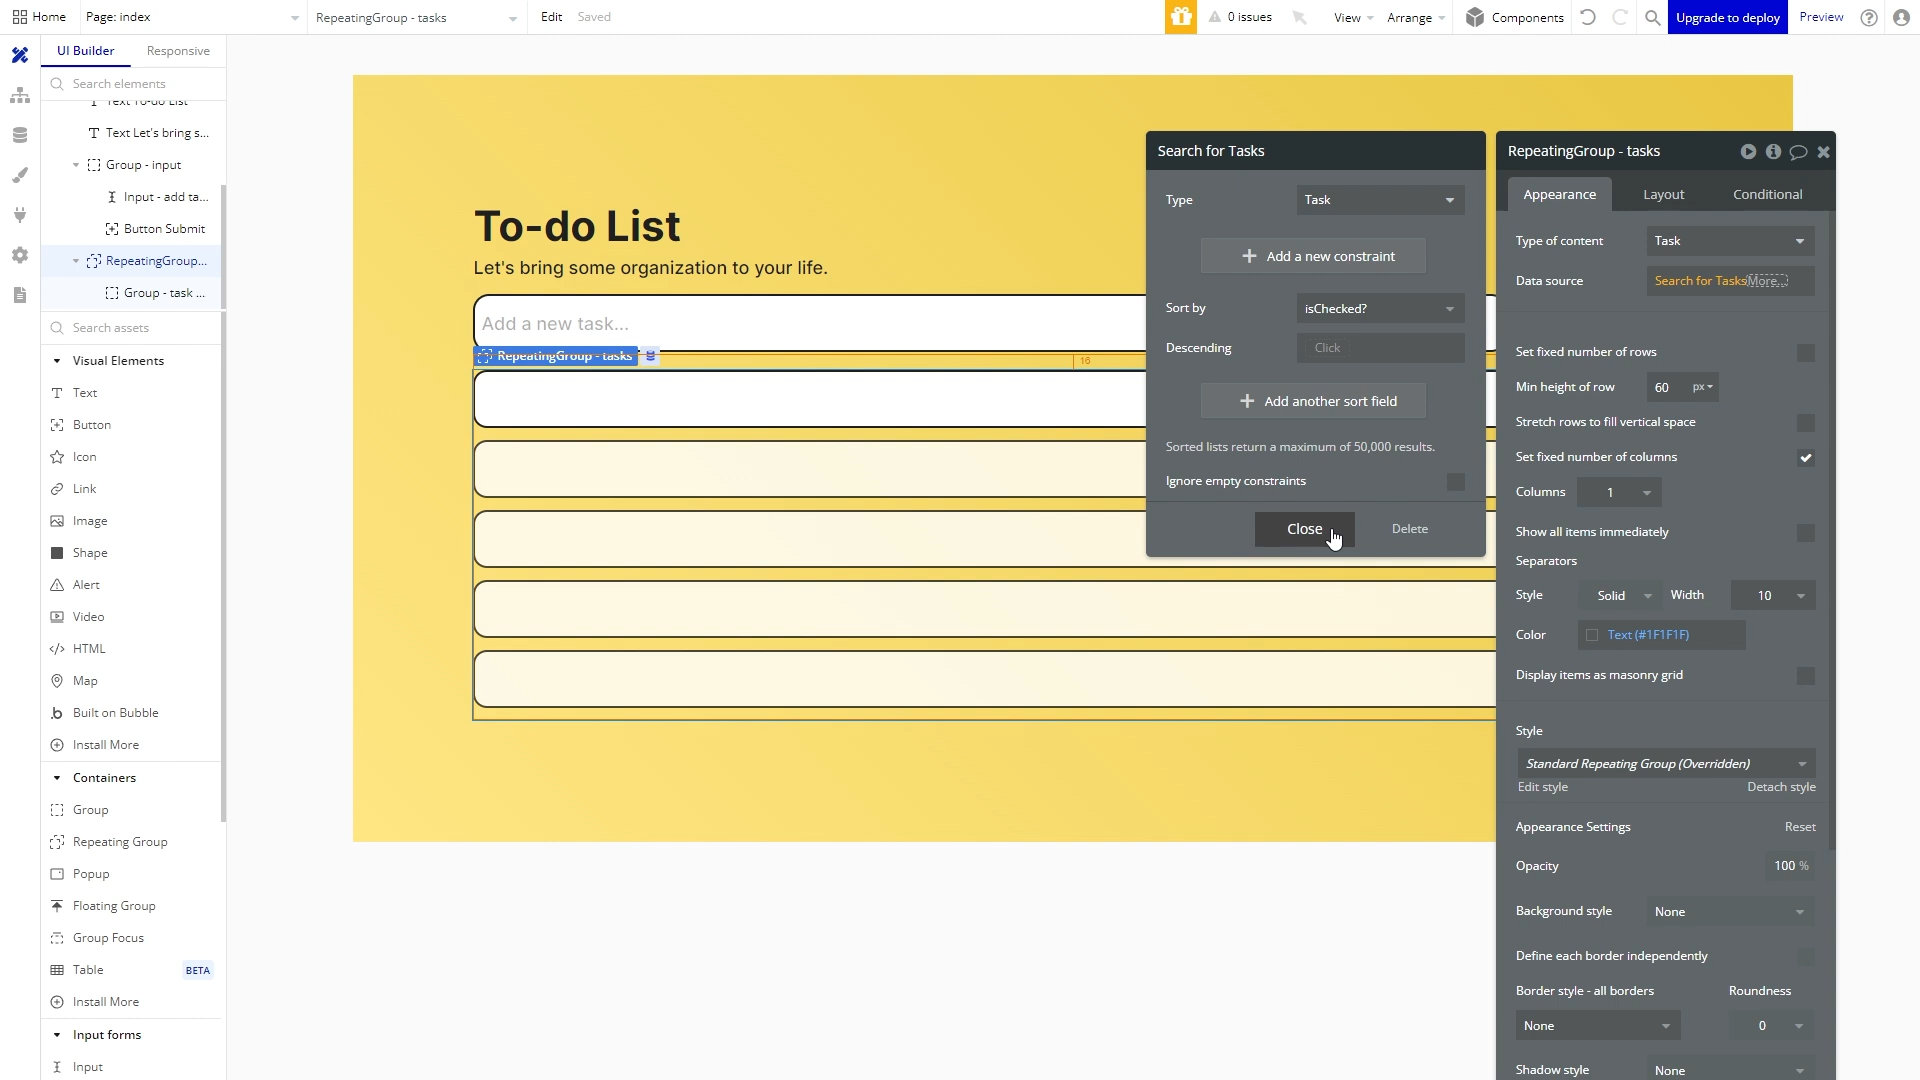 Home
Page: index
RepeatingGroup - tasks
Edit
Saved
0 issues
View
Arrange
Components
Upgrade to deploy
Preview
UI Builder
Responsive
Search elements
Text To-do List
Text Let's bring s...
Group - input
Input - add ta...
Button Submit
RepeatingGroup...
Group - task ...
Search assets
Visual Elements
Text
Button
Icon
Link
Image
Shape
Alert
Video
HTML
Map
Built on Bubble
Install More
Containers
Group
Repeating Group
Popup
Floating Group
Group Focus
Table BETA
Install More
Input forms
Input
To-do List
Let's bring some organization to your life.
Add a new task...
RepeatingGroup - tasks
16
Search for Tasks
Type Task
Add a new constraint
Sort by isChecked?
Descending Click
Add another sort field
Sorted lists return a maximum of 50,000 results.
Ignore empty constraints
Close Delete
RepeatingGroup - tasks
Appearance Layout Conditional
Type of content Task
Data source Search for Tasks More...
Set fixed number of rows
Min height of row 60 px
Stretch rows to fill vertical space
Set fixed number of columns
Columns 1
Show all items immediately
Separators
Style Solid Width 10
Color Text (#1F1F1F)
Display items as masonry grid
Style
Standard Repeating Group (Overridden)
Edit style Detach style
Appearance Settings Reset
Opacity 100 %
Background style None
Define each border independently
Border style - all borders Roundness
None 0
Shadow style None